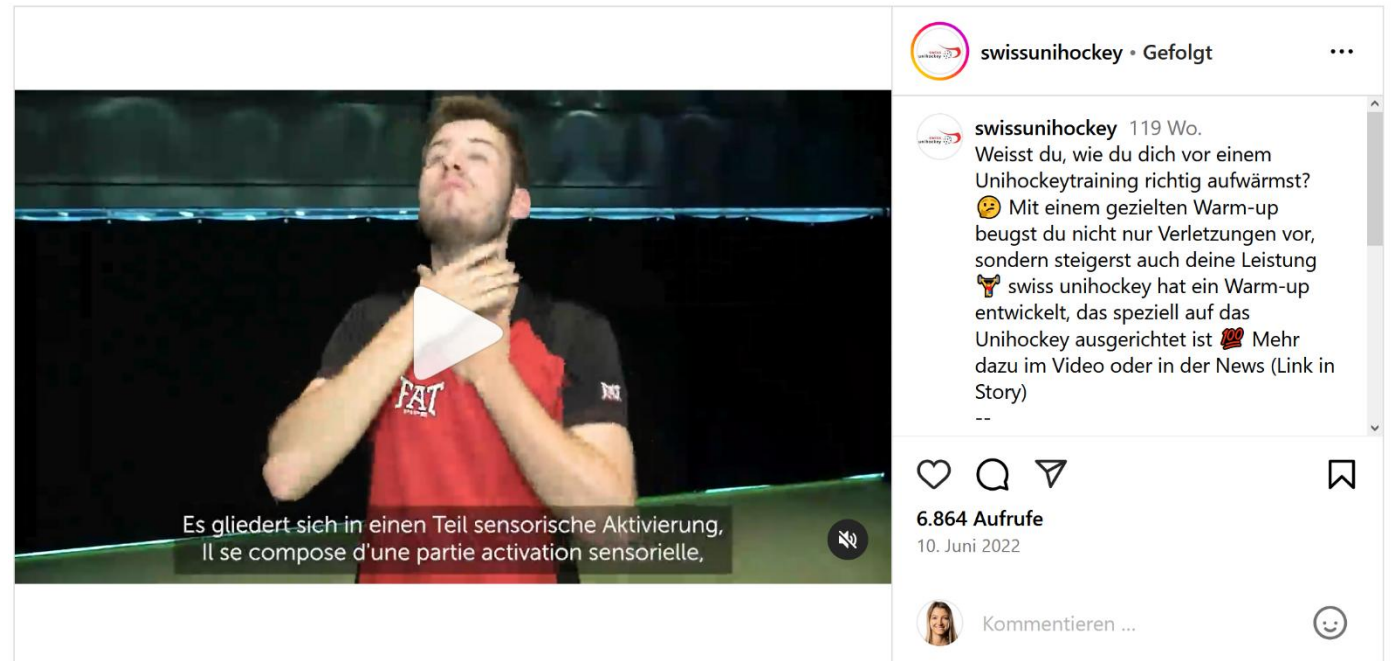 swissunihockey • Gefolgt
swissunihockey 119 Wo.
Weisst du, wie du dich vor einem
Unihockeytraining richtig aufwärmst?
🤔 Mit einem gezielten Warm-up
beugst du nicht nur Verletzungen vor,
sondern steigerst auch deine Leistung
🏋️ swiss unihockey hat ein Warm-up
entwickelt, das speziell auf das
Unihockey ausgerichtet ist 💯 Mehr
dazu im Video oder in der News (Link in
Story)
--
FAT
Es gliedert sich in einen Teil sensorische Aktivierung,
Il se compose d'une partie activation sensorielle,
6.864 Aufrufe
10. Juni 2022
Kommentieren ...